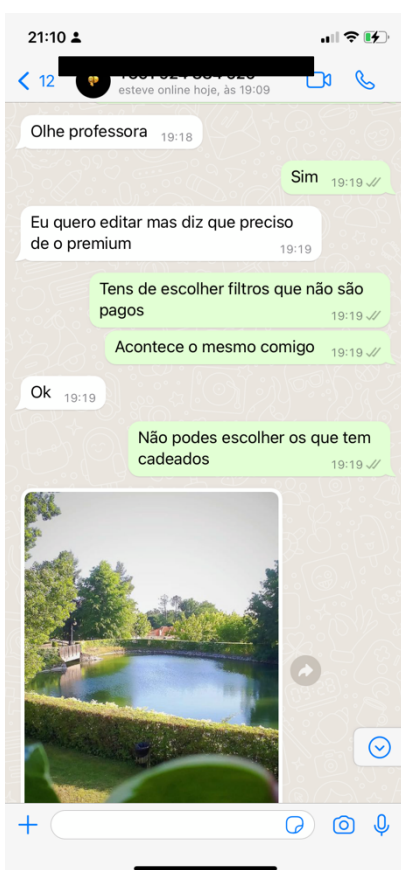 21:10
12
esteve online hoje, às 19:09
Olhe professora 19:18
Sim 19:19
Eu quero editar mas diz que preciso
de o premium
19:19
Tens de escolher filtros que não são
pagos
19:19
Acontece o mesmo comigo 19:19
Ok 19:19
Não podes escolher os que tem
cadeados
19:19